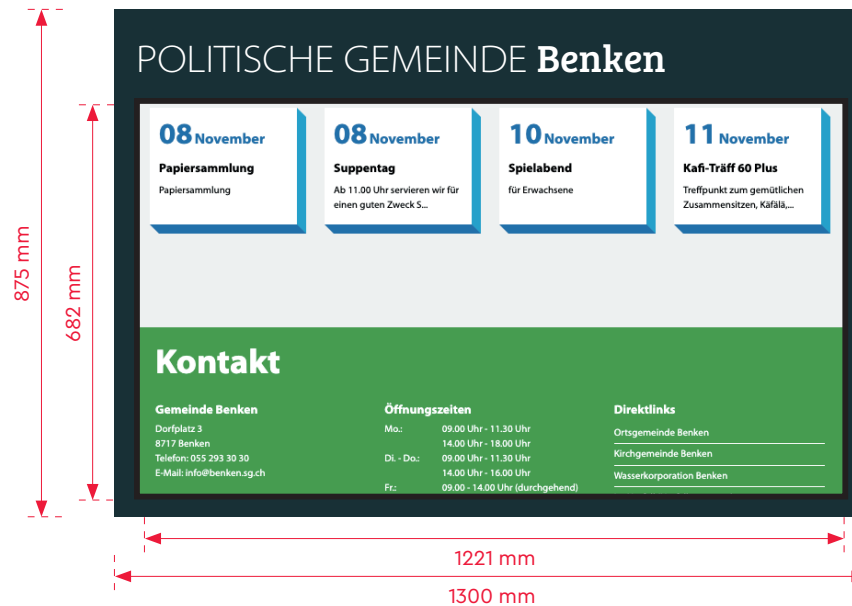 POLITISCHE GEMEINDE Benken
08 November
Papiersammlung
Papiersammlung
08 November
Suppentag
Ab 11.00 Uhr servieren wir für
einen guten Zweck S...
10 November
Spielabend
für Erwachsene
11 November
Kafi-Träff 60 Plus
Treffpunkt zum gemütlichen
Zusammensitzen, Käfälä,...
875 mm
682 mm
Kontakt
Gemeinde Benken
Dorfplatz 3
8717 Benken
Telefon: 055 293 30 30
E-Mail: info@benken.sg.ch
Öffnungszeiten
Mo.: 09.00 Uhr - 11.30 Uhr
14.00 Uhr - 18.00 Uhr
Di. - Do.: 09.00 Uhr - 11.30 Uhr
14.00 Uhr - 16.00 Uhr
Fr.: 09.00 - 14.00 Uhr (durchgehend)
Direktlinks
Ortsgemeinde Benken
Kirchgemeinde Benken
Wasserkorporation Benken
1221 mm
1300 mm